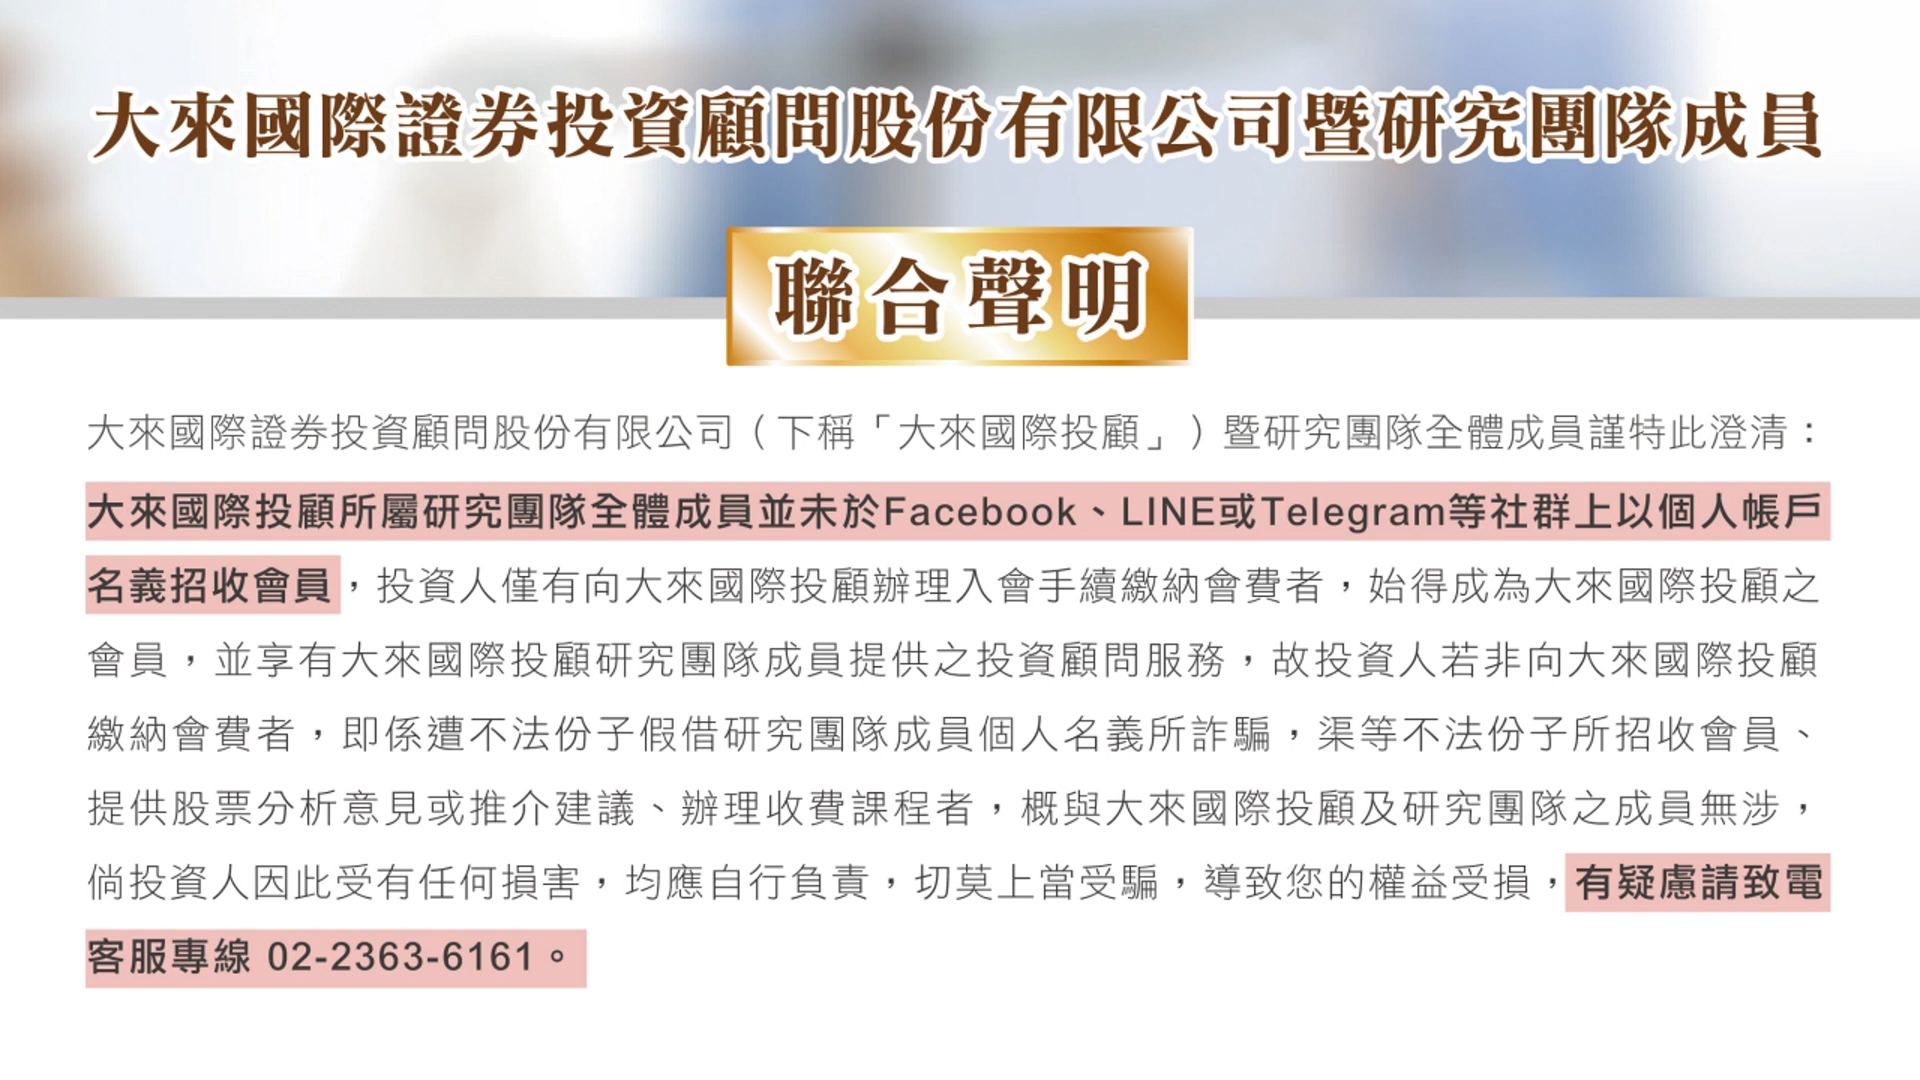 大來國際證券投資顧問股份有限公司暨研究團隊成員
聯合聲明
大來國際證券投資顧問股份有限公司（下稱「大來國際投顧」）暨研究團隊全體成員謹特此澄清：
大來國際投顧所屬研究團隊全體成員並未於Facebook、LINE或Telegram等社群上以個人帳戶
名義招收會員，投資人僅有向大來國際投顧辦理入會手續繳納會費者，始得成為大來國際投顧之
會員，並享有大來國際投顧研究團隊成員提供之投資顧問服務，故投資人若非向大來國際投顧
繳納會費者，即係遭不法份子假借研究團隊成員個人名義所詐騙，渠等不法份子所招收會員、
提供股票分析意見或推介建議、辦理收費課程者，概與大來國際投顧及研究團隊之成員無涉，
倘投資人因此受有任何損害，均應自行負責，切莫上當受騙，導致您的權益受損，有疑慮請致電
客服專線 02-2363-6161。